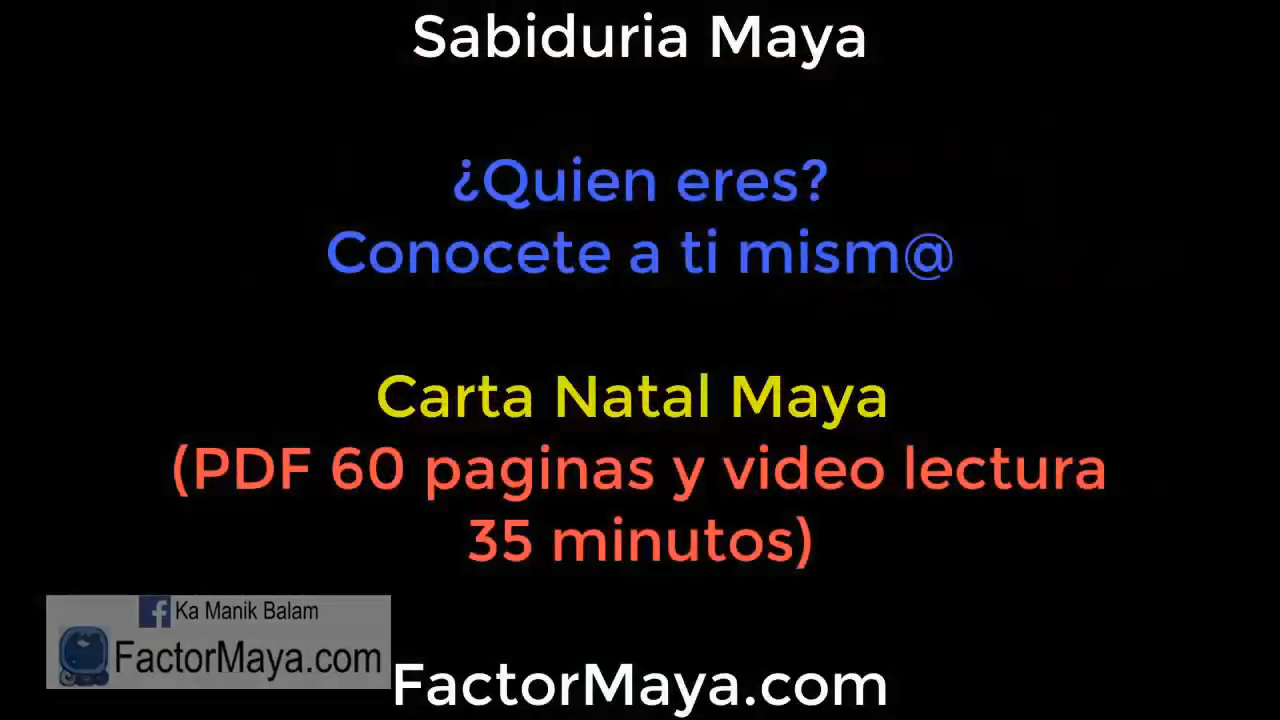 Sabiduria Maya
¿Quien eres?
Conocete a ti mism@
Carta Natal Maya
(PDF 60 paginas y video lectura
35 minutos)
Ka Manik Balam
FactorMaya.com
FactorMaya.com